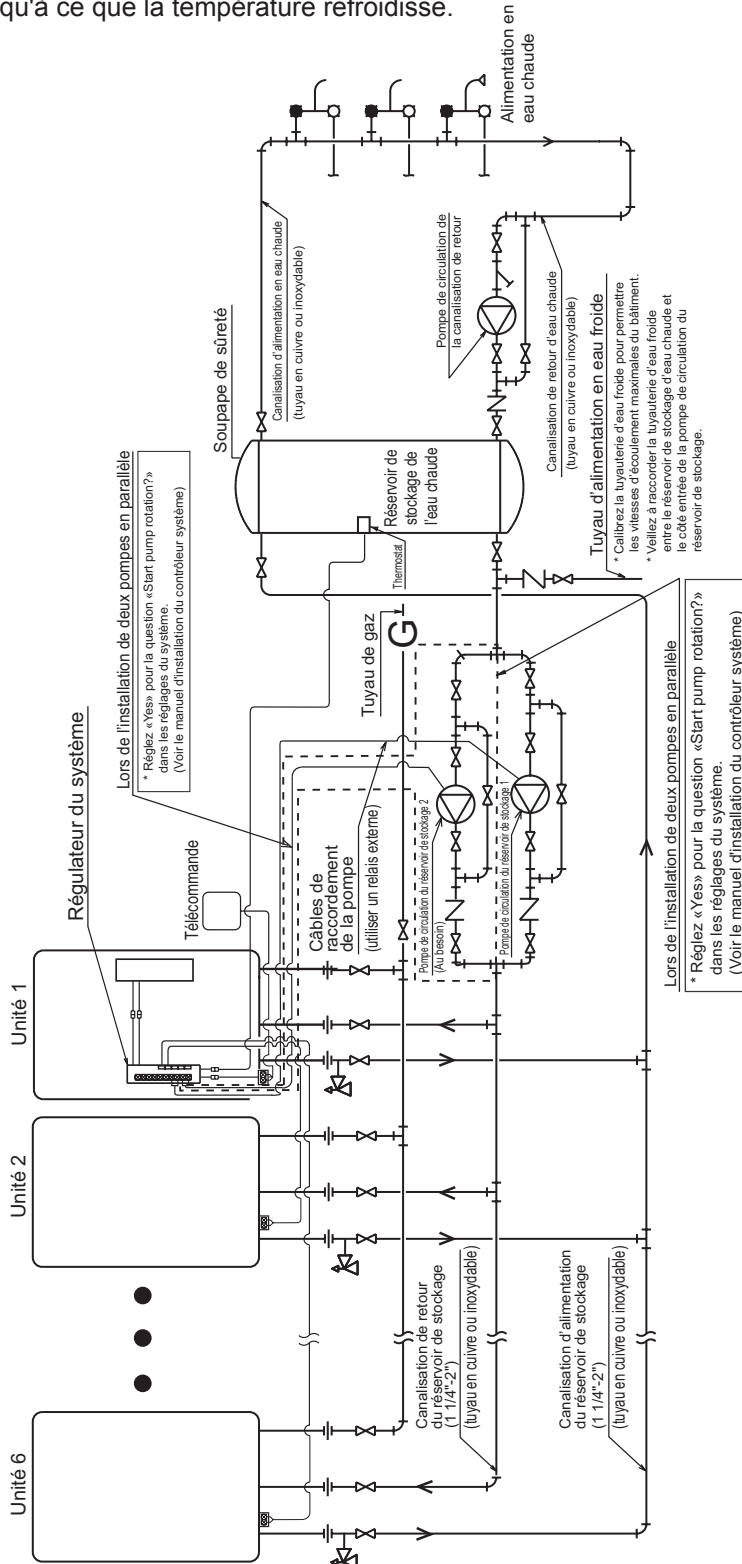 qu'à ce que la température refroidisse.
Unité 6
Unité 2
Unité 1
Régulateur du système
Télécommande
Lors de l'installation de deux pompes en parallèle
* Réglez «Yes» pour la question «Start pump rotation?»
dans les réglages du système.
(Voir le manuel d'installation du contrôleur système)
Soupape de sûreté
Canalisation d'alimentation en eau chaude
(tuyau en cuivre ou inoxydable)
Alimentation en
eau chaude
Réservoir de
stockage de
l'eau chaude
Thermostat
Pompe de circulation de
la canalisation de retour
Canalisation de retour d'eau chaude
(tuyau en cuivre ou inoxydable)
Tuyau d'alimentation en eau froide
* Calibrez la tuyauterie d'eau froide pour permettre
les vitesses d'écoulement maximales du bâtiment.
* Veillez à raccorder la tuyauterie d'eau froide
entre le réservoir de stockage d'eau chaude et
le côté entrée de la pompe de circulation du
réservoir de stockage.
Tuyau de gaz
G
Câbles de
raccordement
de la pompe
(utiliser un relais externe)
Pompe de circulation du réservoir de stockage 2
(Au besoin)
Pompe de circulation du réservoir de stockage 1
Lors de l'installation de deux pompes en parallèle
* Réglez «Yes» pour la question «Start pump rotation?»
dans les réglages du système.
(Voir le manuel d'installation du contrôleur système)
Canalisation de retour
du réservoir de stockage
(1 1/4"-2")
(tuyau en cuivre ou inoxydable)
Canalisation d'alimentation
du réservoir de stockage
(1 1/4"-2")
(tuyau en cuivre ou inoxydable)